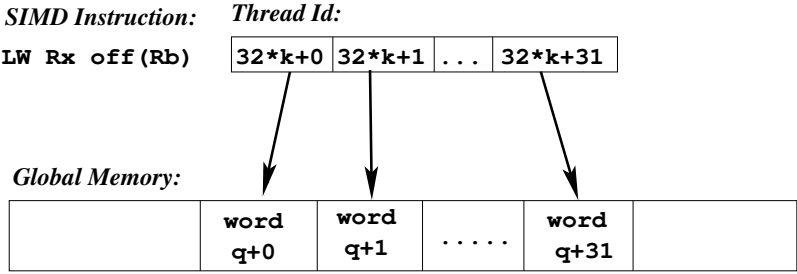 SIMD Instruction: Thread Id:
LW Rx off(Rb) 32*k+0 32*k+1 ... 32*k+31
Global Memory:
word word ..... word
q+0 q+1 q+31